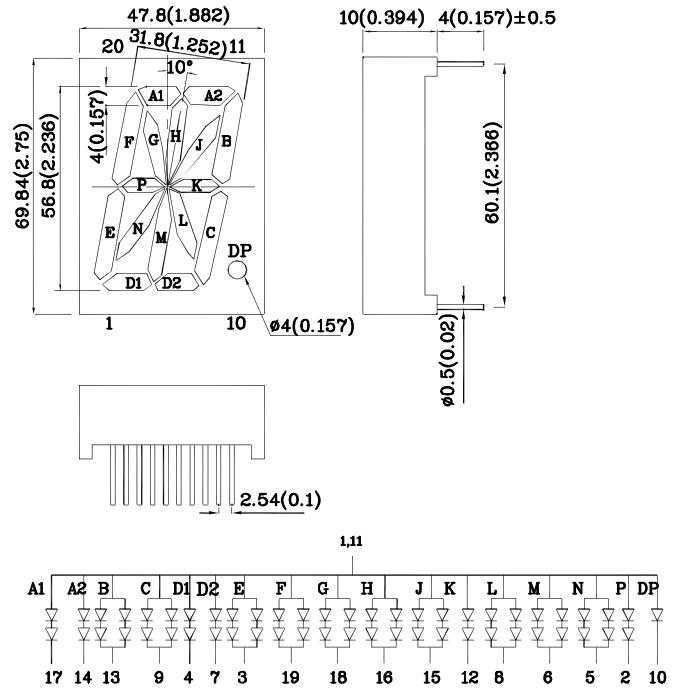 47.8(1.882)
10(0.394) 4(0.157)±0.5
20 31.8(1.252) 11
10°
A1 A2
F G H J B
4(0.157)
69.84(2.75)
56.8(2.236)
P K
E N M L C
DP
D1 D2
1 10
ø4(0.157)
60.1(2.366)
ø0.5(0.02)
2.54(0.1)
1,11
A1 A2 B C D1 D2 E F G H J K L M N P DP
17 14 13 9 4 7 3 19 18 16 15 12 8 6 5 2 10